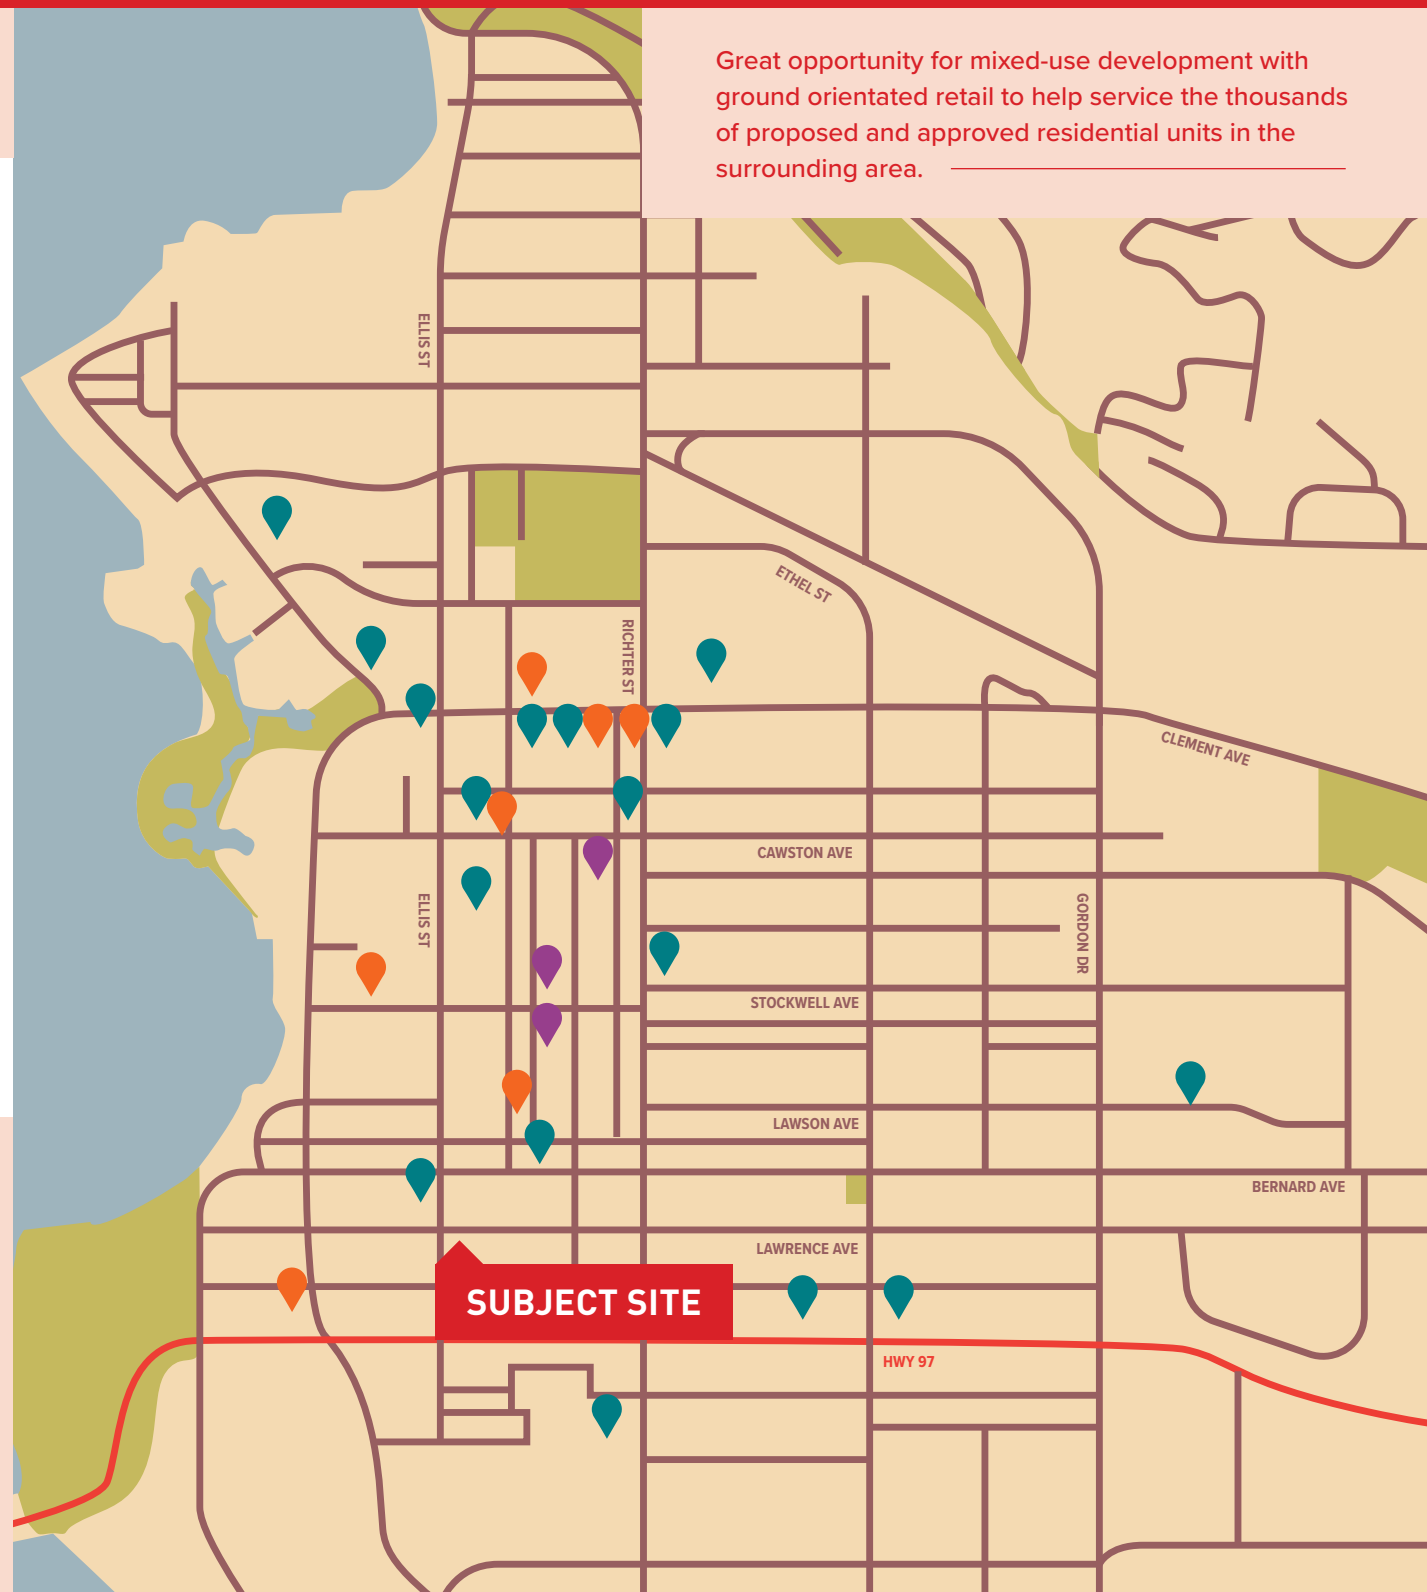 Great opportunity for mixed-use development with
ground orientated retail to help service the thousands
of proposed and approved residential units in the
surrounding area.
ELLIS ST
ETHEL ST
RICHTER ST
CLEMENT AVE
CAWSTON AVE
ELLIS ST
GORDON DR
STOCKWELL AVE
LAWSON AVE
BERNARD AVE
LAWRENCE AVE
SUBJECT SITE
HWY 97